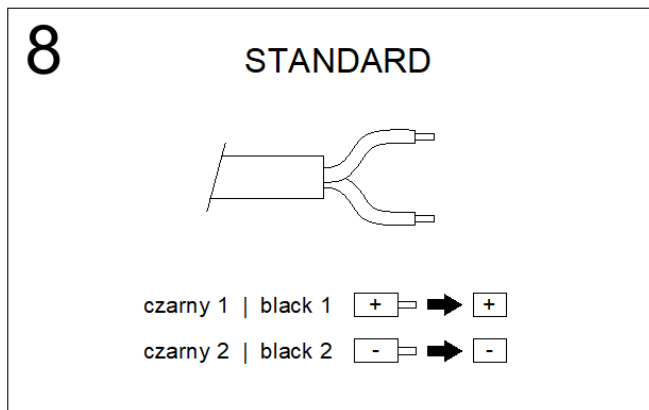 8
STANDARD
czarny 1 | black 1 + +
czarny 2 | black 2 - -